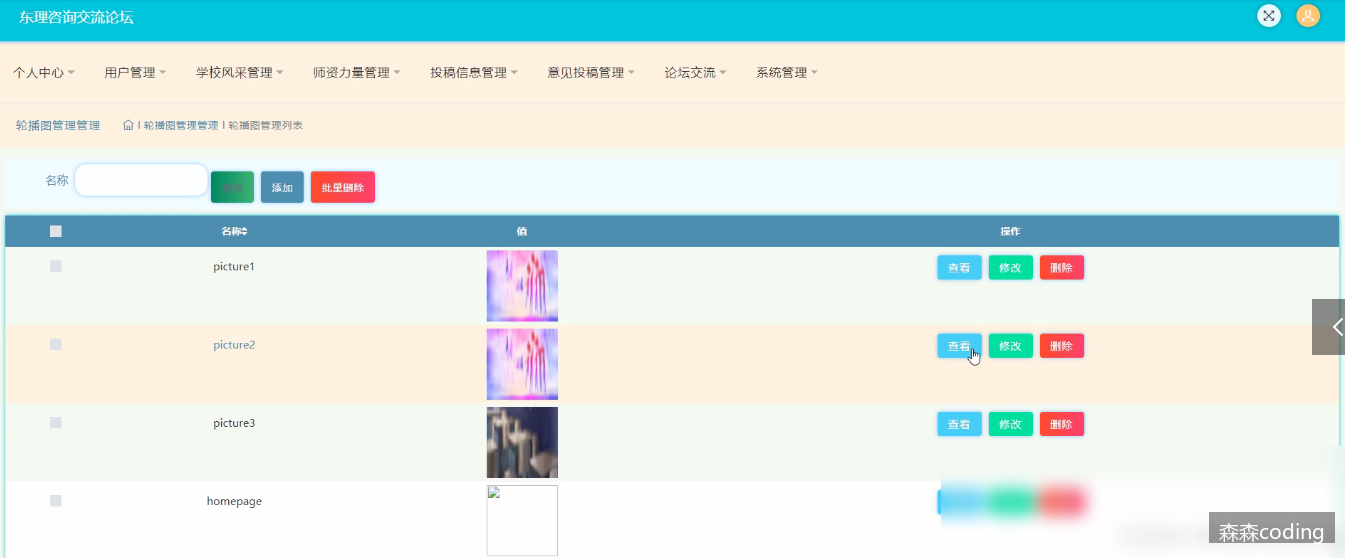 东理咨询交流论坛
个人中心 用户管理 学校风采管理 师资力量管理 投稿信息管理 意见投稿管理 论坛交流 系统管理
轮播图管理管理 轮播图管理管理 轮播图管理列表
名称 添加 批量删除
名称 值 操作
picture1 查看 修改 删除
picture2 查看 修改 删除
picture3 查看 修改 删除
homepage
森森coding